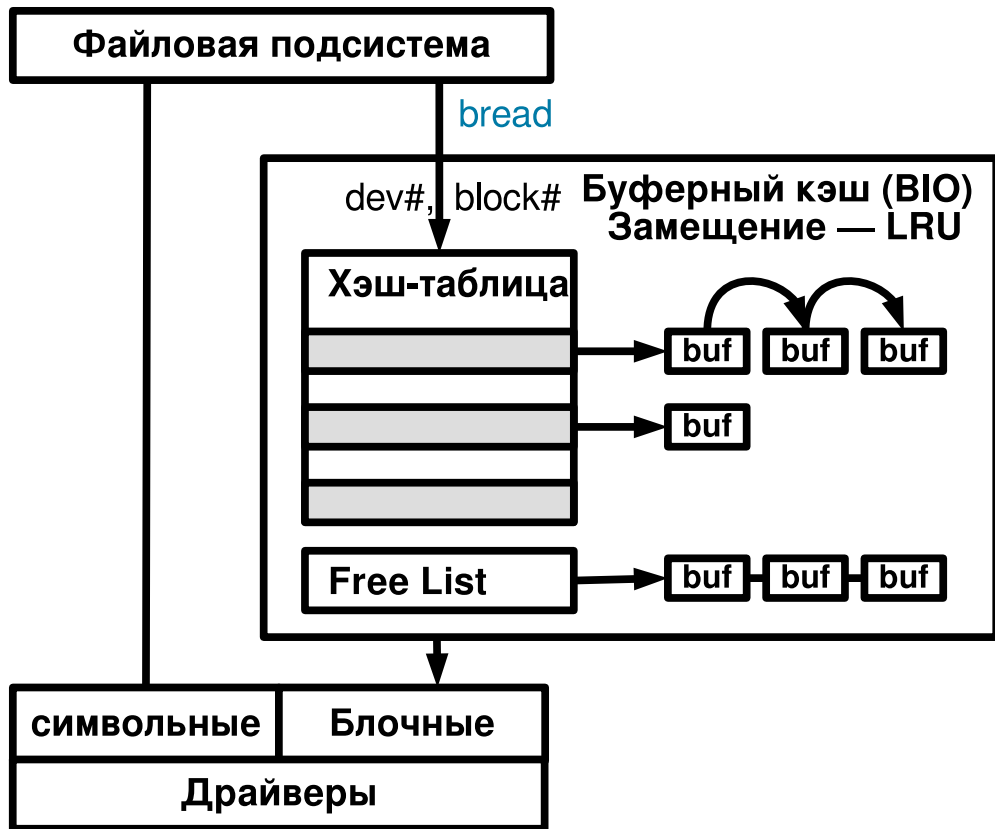 Файловая подсистема
bread
dev#, block#
Буферный кэш (BIO)
Замещение — LRU
Хэш-таблица
buf buf buf
buf
Free List
buf buf buf
символьные
Блочные
Драйверы